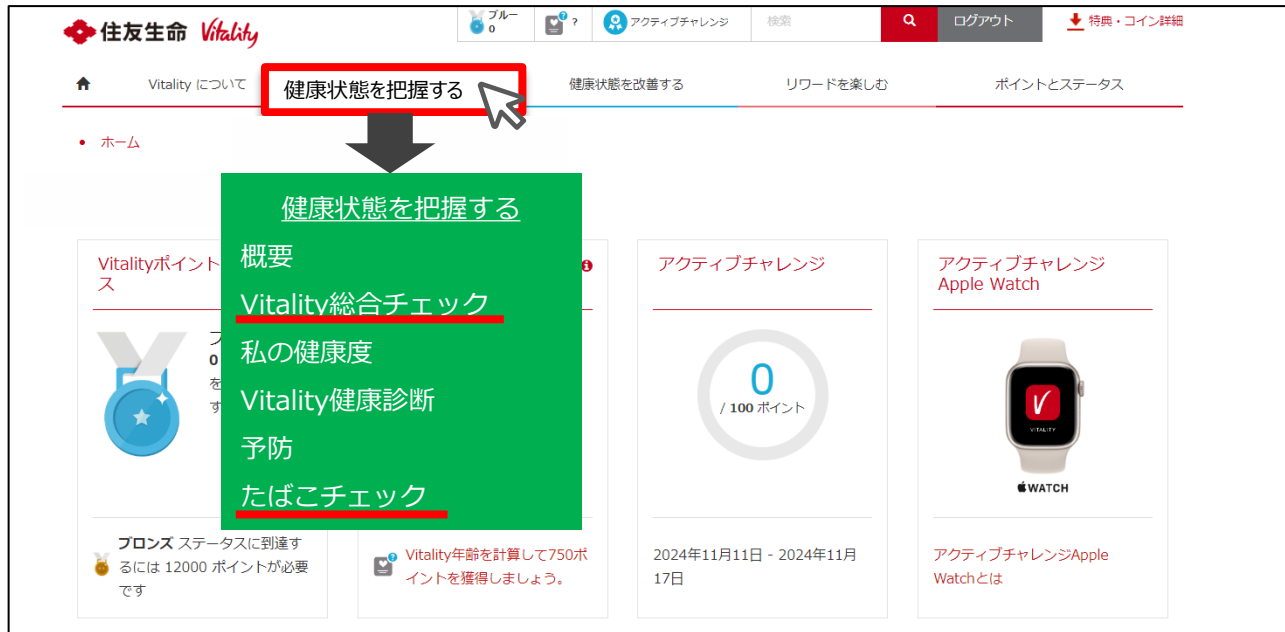 住友生命 Vitality
ブルー
0
?
アクティブチャレンジ
検索
ログアウト
特典・コイン詳細
Vitality について
健康状態を把握する
健康状態を改善する
リワードを楽しむ
ポイントとステータス
ホーム
健康状態を把握する
概要
Vitality総合チェック
私の健康度
Vitality健康診断
予防
たばこチェック
Vitalityポイント
ス
0
を
す
ブロンズ ステータスに到達す
るには 12000 ポイントが必要
です
Vitality年齢を計算して750ポ
イントを獲得しましょう。
アクティブチャレンジ
0
/ 100 ポイント
2024年11月11日 - 2024年11月
17日
アクティブチャレンジ
Apple Watch
VITALITY
WATCH
アクティブチャレンジApple
Watchとは